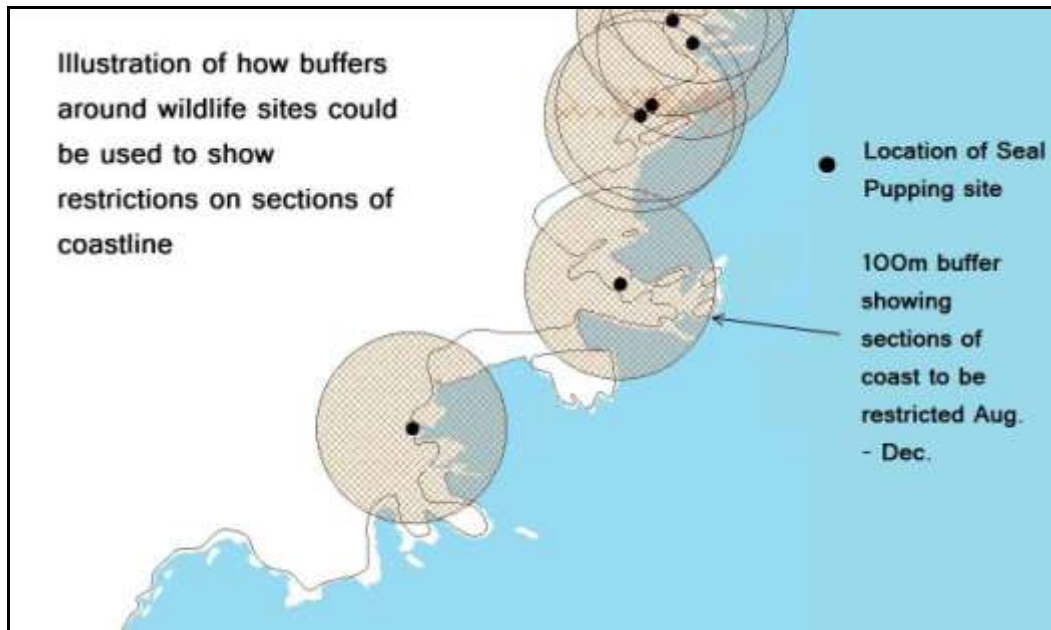 Illustration of how buffers
around wildlife sites could
be used to show
restrictions on sections of
coastline
Location of Seal
Pupping site
100m buffer
showing
sections of
coast to be
restricted Aug.
- Dec.